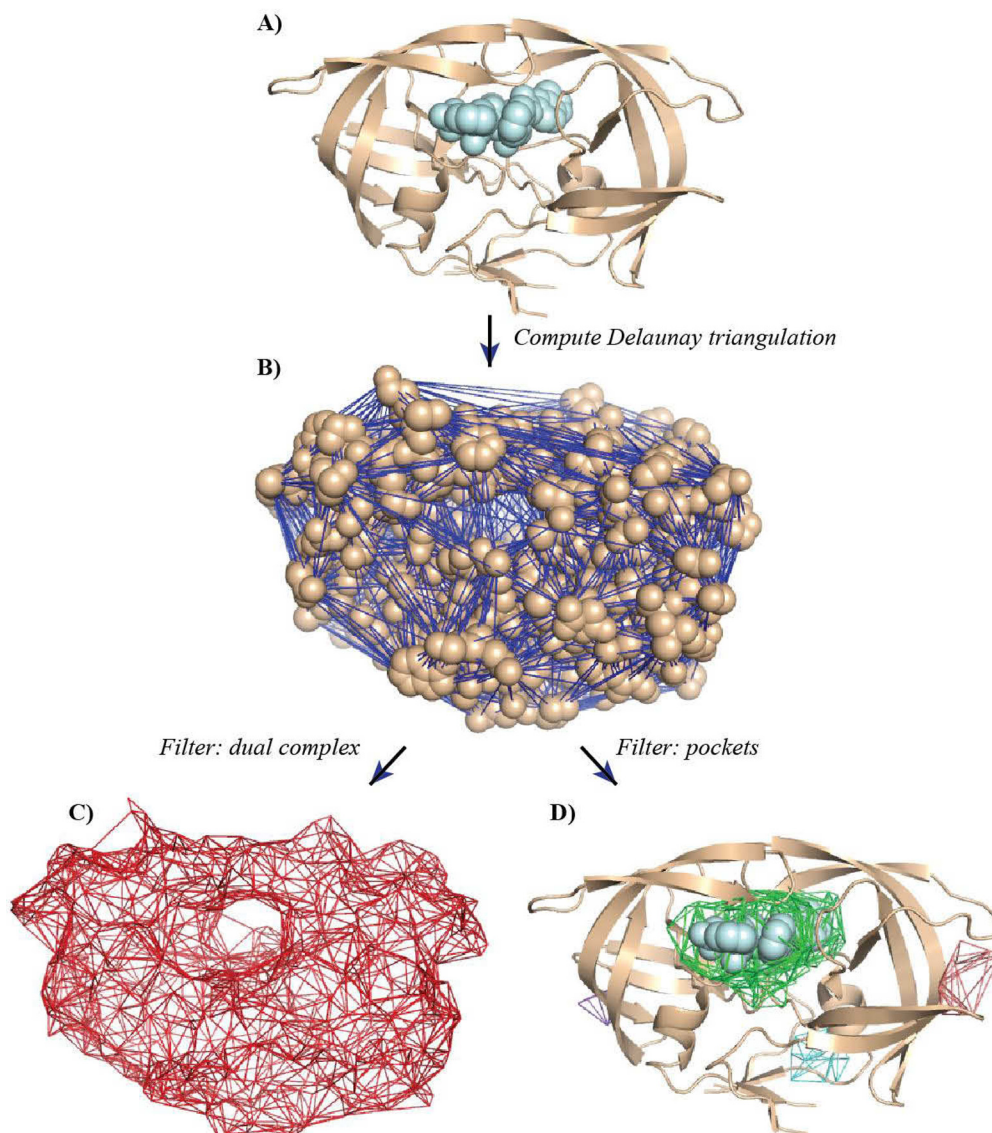 A)
Compute Delaunay triangulation
B)
Filter: dual complex
Filter: pockets
C)
D)